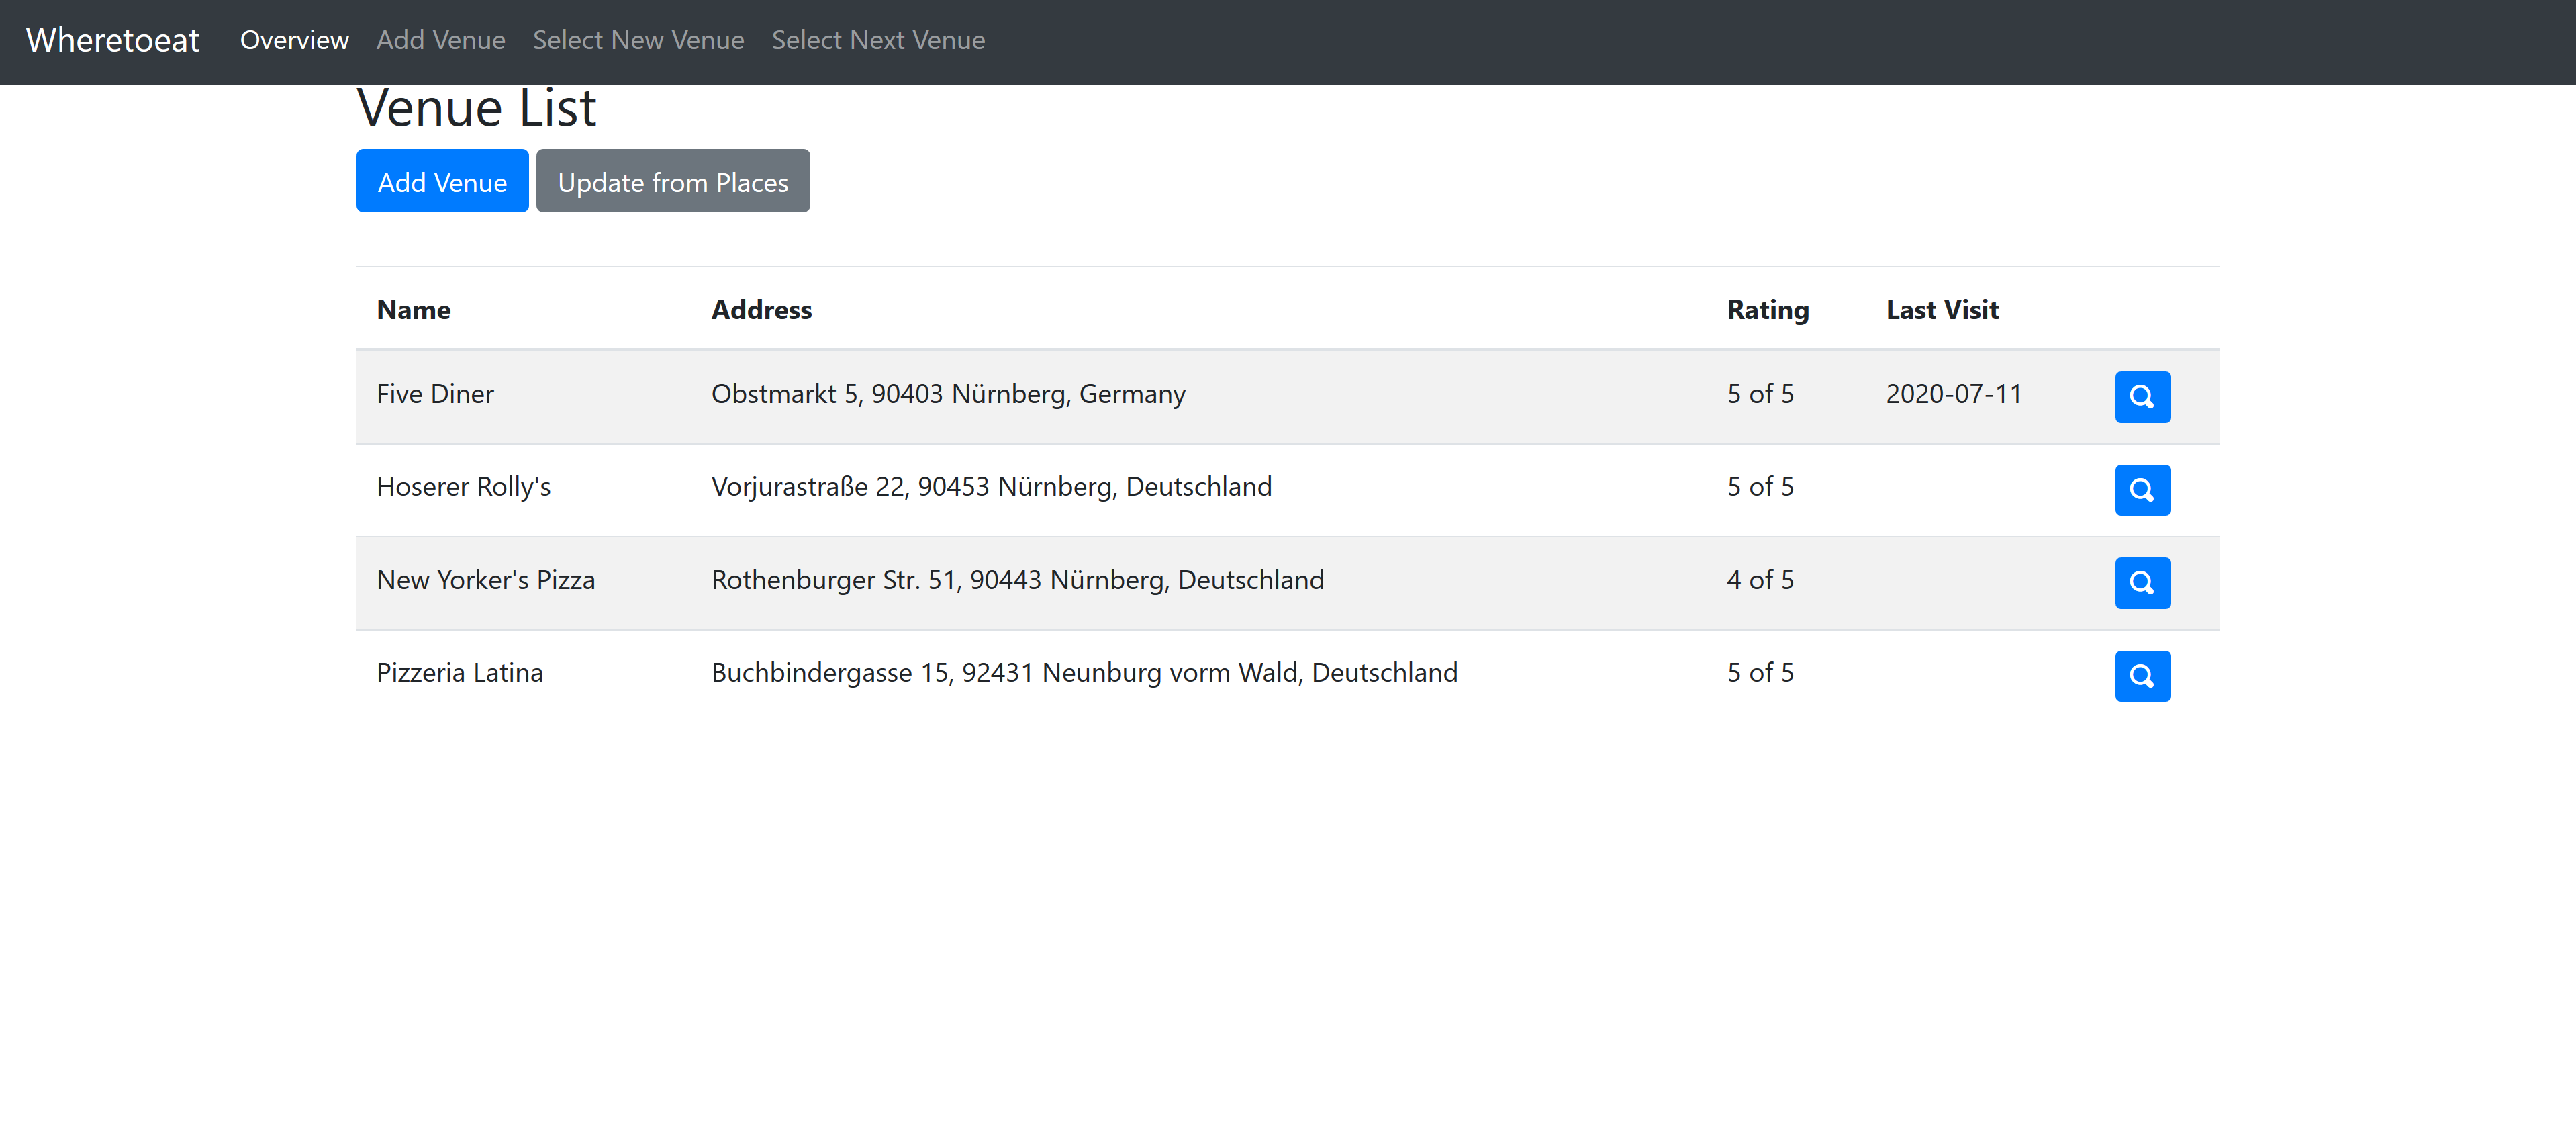 Wheretoeat Overview Add Venue Select New Venue Select Next Venue
Venue List
Add Venue Update from Places
Name Address Rating Last Visit
Five Diner Obstmarkt 5, 90403 Nürnberg, Germany 5 of 5 2020-07-11
Hoserer Rolly's Vorjurastraße 22, 90453 Nürnberg, Deutschland 5 of 5
New Yorker's Pizza Rothenburger Str. 51, 90443 Nürnberg, Deutschland 4 of 5
Pizzeria Latina Buchbindergasse 15, 92431 Neunburg vorm Wald, Deutschland 5 of 5